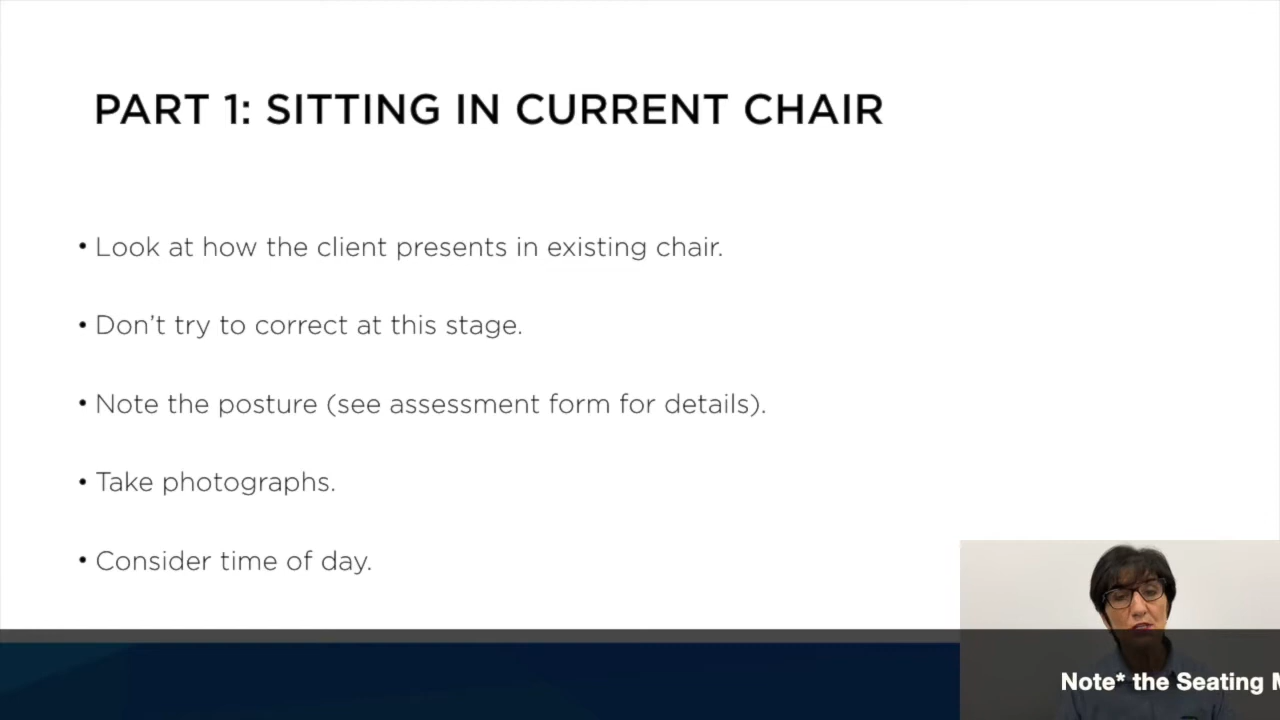 PART 1: SITTING IN CURRENT CHAIR
• Look at how the client presents in existing chair.
• Don't try to correct at this stage.
• Note the posture (see assessment form for details).
• Take photographs.
• Consider time of day.
Note* the Seating